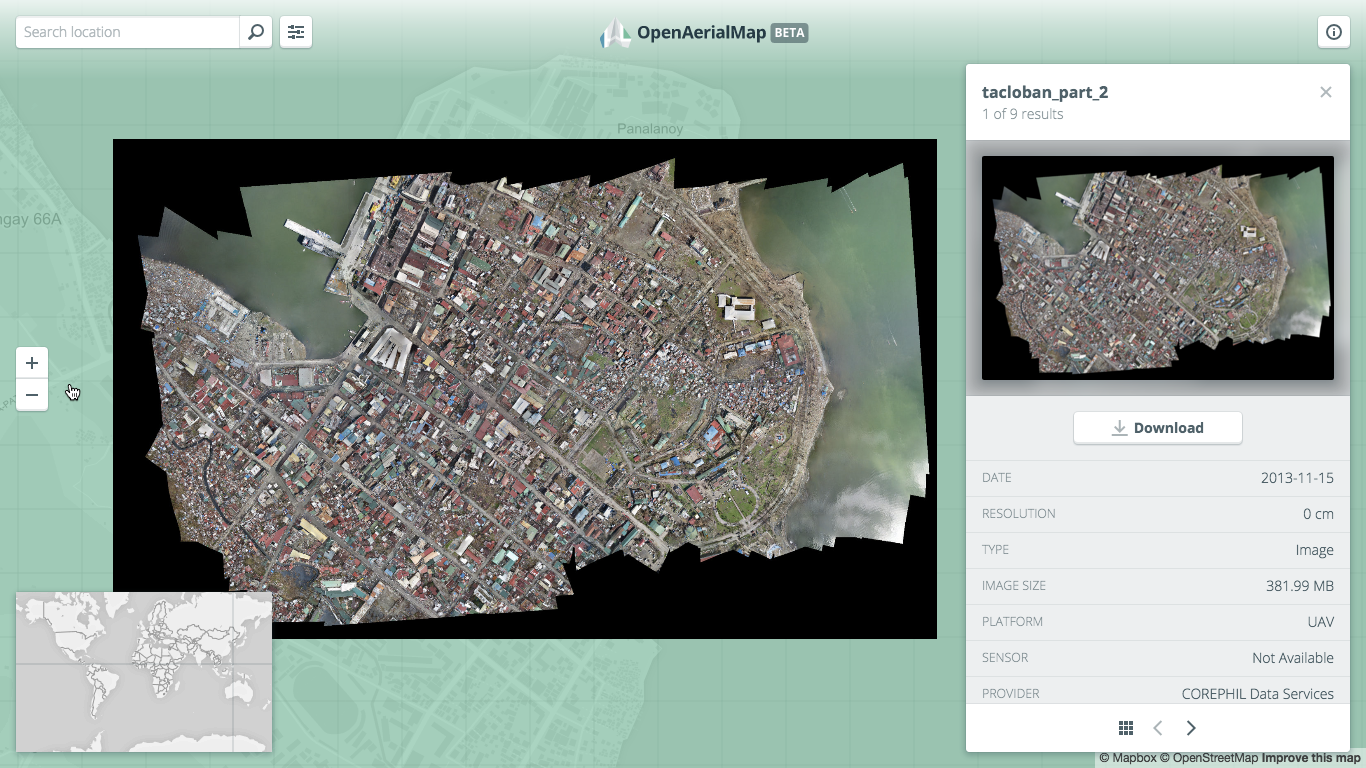 Search location
OpenAerialMap BETA
tacloban_part_2
1 of 9 results
Panalanoy
ngay 66A
Download
DATE 2013-11-15
RESOLUTION 0 cm
TYPE Image
IMAGE SIZE 381.99 MB
PLATFORM UAV
SENSOR Not Available
PROVIDER COREPHIL Data Services
© Mapbox © OpenStreetMap Improve this map